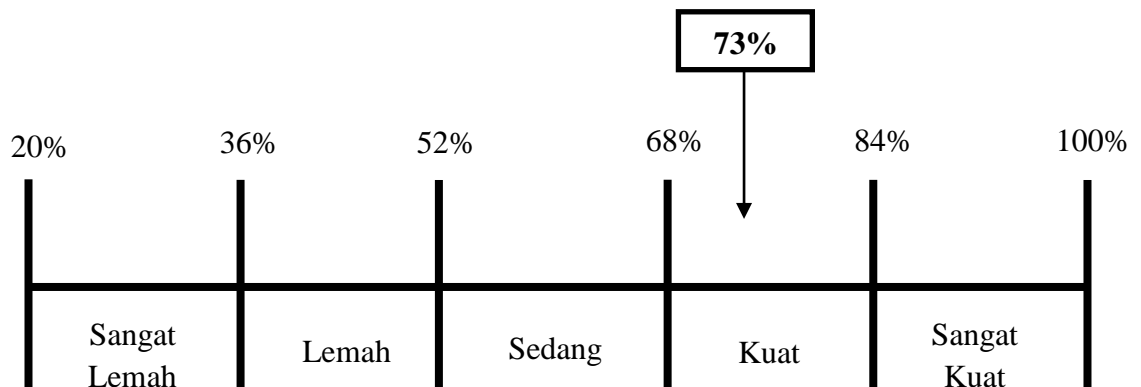 73%
20%
36%
52%
68%
84%
100%
Sangat
Lemah
Lemah
Sedang
Kuat
Sangat
Kuat